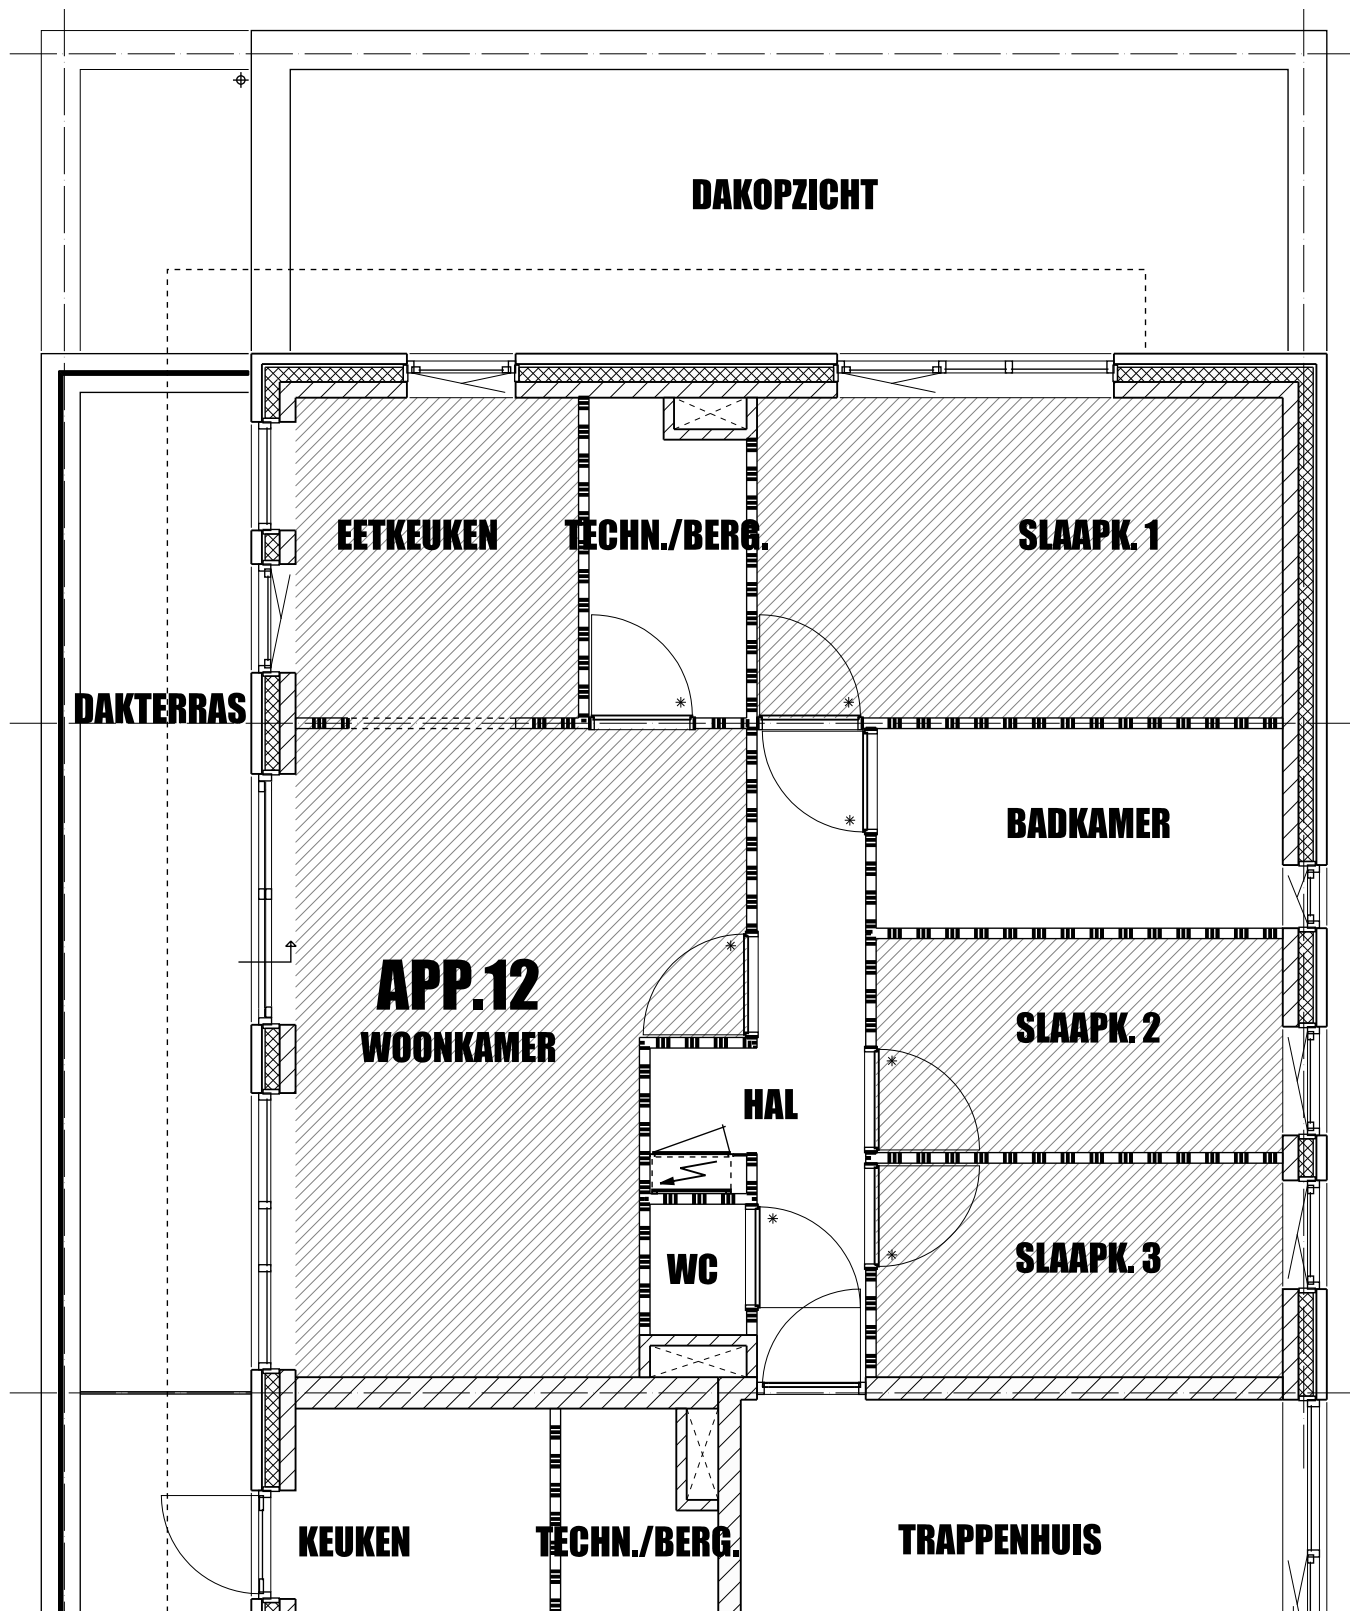 DAKOPZICHT
EETKEUKEN
TECHN./BERG.
SLAAPK. 1
DAKTERRAS
BADKAMER
APP.12
WOONKAMER
SLAAPK. 2
HAL
WC
SLAAPK. 3
KEUKEN
TECHN./BERG.
TRAPPENHUIS